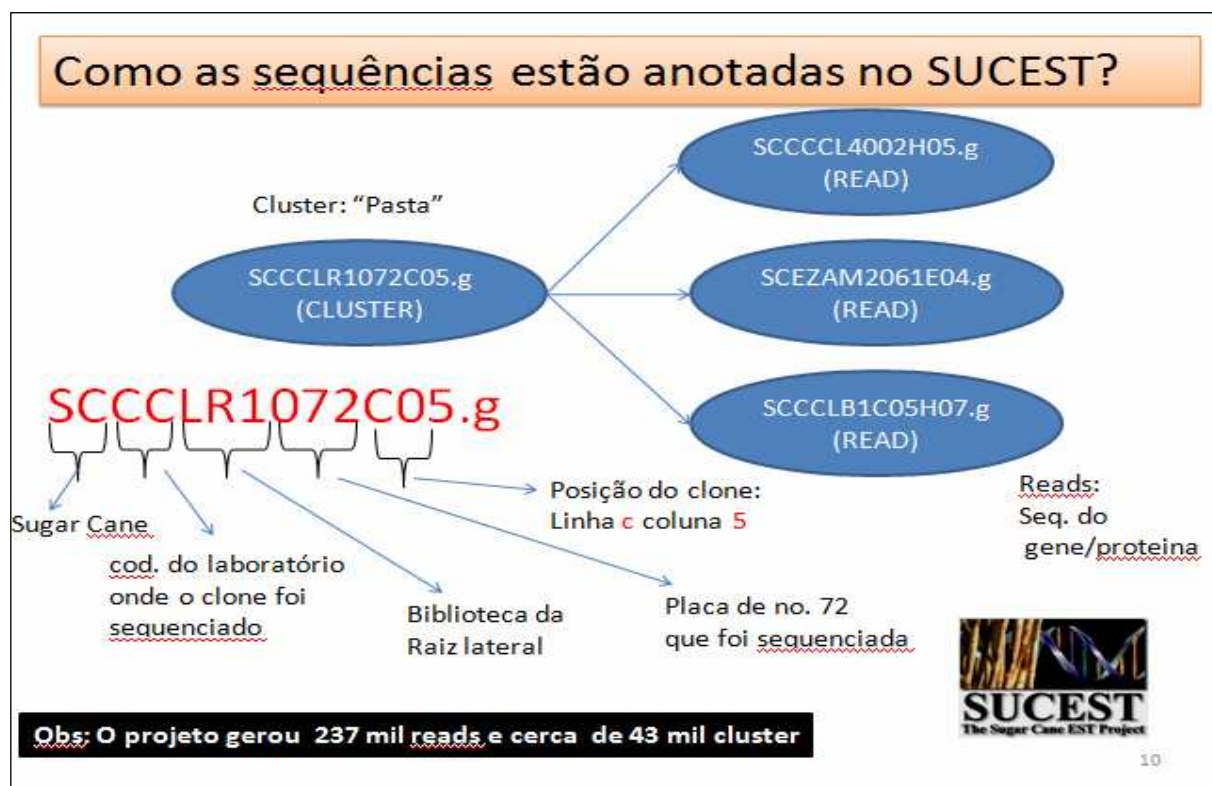 Como as sequências estão anotadas no SUCEST?
Cluster: “Pasta”
SCCCLR1072C05.g
(CLUSTER)
SCCCCL4002H05.g
(READ)
SCEZAM2061E04.g
(READ)
SCCCLB1C05H07.g
(READ)
SCCCLR1072C05.g
Sugar Cane
cod. do laboratório
onde o clone foi
sequenciado
Biblioteca da
Raiz lateral
Placa de no. 72
que foi sequenciada
Posição do clone:
Linha c coluna 5
Reads:
Seq. do
gene/proteina
SUCEST
The Sugar Cane EST Project
Obs: O projeto gerou 237 mil reads e cerca de 43 mil cluster
10